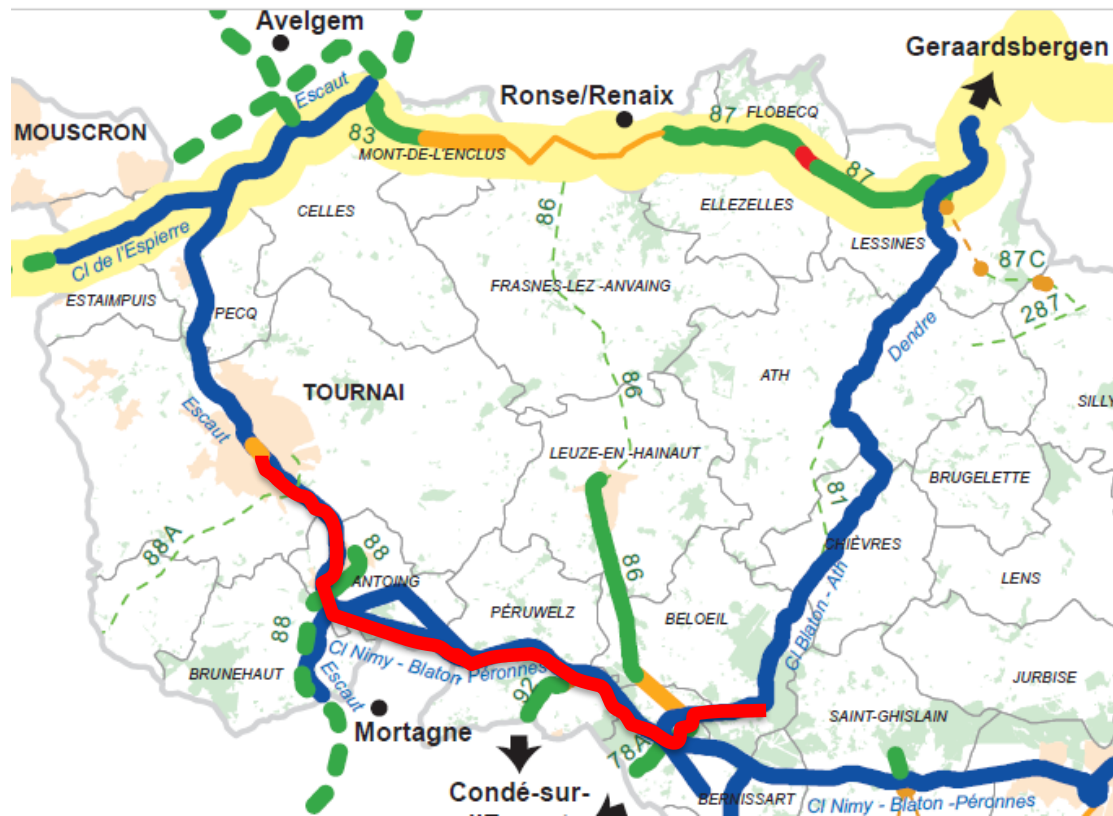 Avelgem
Geraardsbergen
Escaut
Ronse/Renaix
87
FLOBECQ
MOUSCRON
83
MONT-DE-L'ENCLUS
87
86
ELLEZELLES
CELLES
LESSINES
Cl de l'Espierre
87C
FRASNES-LEZ -ANVAING
ESTAIMPUIS
PECQ
287
Dendre
86
ATH
TOURNAI
SILLY
Escaut
LEUZE-EN -HAINAUT
BRUGELETTE
81
88A
88
CHIÈVRES
86
ANTOING
LENS
PÉRUWELZ
BELOEIL
Cl Blaton - Ath
88
Cl Nimy - Blaton-Péronnes
BRUNEHAUT
JURBISE
Escaut
92
Mortagne
SAINT-GHISLAIN
78A
Condé-sur-
BERNISSART
Cl Nimy - Blaton -Péronnes